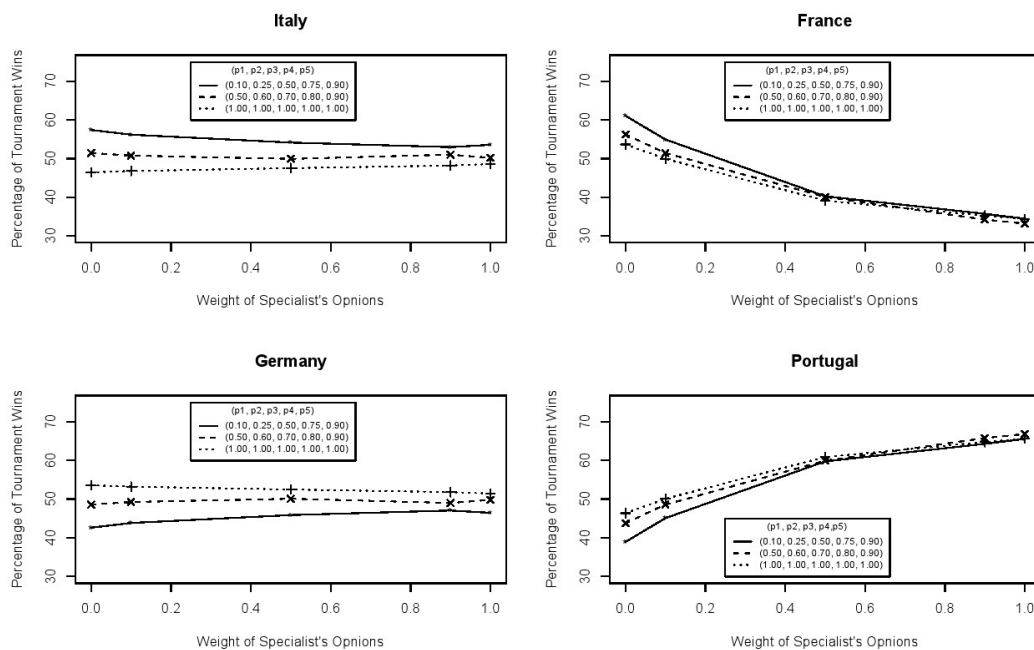 Italy
Percentage of Tournament Wins
70
60
50
40
30
(p1, p2, p3, p4, p5)
(0.10, 0.25, 0.50, 0.75, 0.90)
(0.50, 0.60, 0.70, 0.80, 0.90)
(1.00, 1.00, 1.00, 1.00, 1.00)
0.0 0.2 0.4 0.6 0.8 1.0
Weight of Specialist's Opnions
France
Percentage of Tournament Wins
70
60
50
40
30
(p1, p2, p3, p4, p5)
(0.10, 0.25, 0.50, 0.75, 0.90)
(0.50, 0.60, 0.70, 0.80, 0.90)
(1.00, 1.00, 1.00, 1.00, 1.00)
0.0 0.2 0.4 0.6 0.8 1.0
Weight of Specialist's Opnions
Germany
Percentage of Tournament Wins
70
60
50
40
30
(p1, p2, p3, p4, p5)
(0.10, 0.25, 0.50, 0.75, 0.90)
(0.50, 0.60, 0.70, 0.80, 0.90)
(1.00, 1.00, 1.00, 1.00, 1.00)
0.0 0.2 0.4 0.6 0.8 1.0
Weight of Specialist's Opnions
Portugal
Percentage of Tournament Wins
70
60
50
40
30
(p1, p2, p3, p4,p5)
(0.10, 0.25, 0.50, 0.75, 0.90)
(0.50, 0.60, 0.70, 0.80, 0.90)
(1.00, 1.00, 1.00, 1.00, 1.00)
0.0 0.2 0.4 0.6 0.8 1.0
Weight of Specialist's Opnions